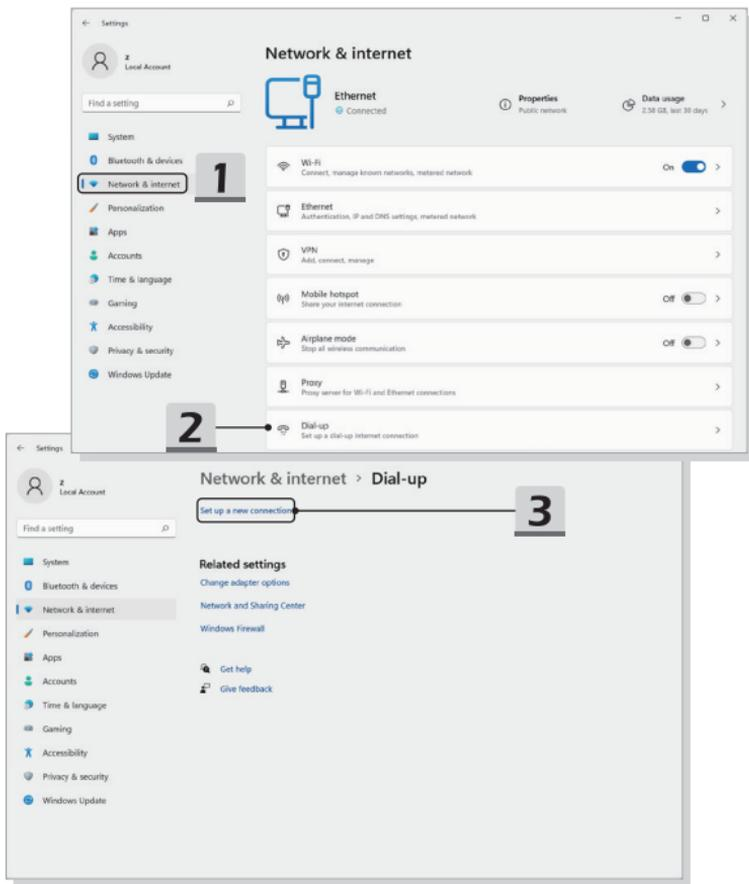 Settings
z
Local Account
Find a setting
System
Bluetooth & devices
Network & internet
Personalization
Apps
Accounts
Time & language
Gaming
Accessibility
Privacy & security
Windows Update
1
Network & internet
Ethernet
Connected
Properties
Public network
Data usage
2.58 GB, last 30 days
Wi-Fi
Connect, manage known networks, metered network
On
Ethernet
Authentication, IP and DNS settings, metered network
VPN
Add, connect, manage
Mobile hotspot
Share your internet connection
Off
Airplane mode
Stop all wireless communication
Off
Proxy
Proxy server for Wi-Fi and Ethernet connections
2
Dial-up
Set up a dial-up internet connection
Settings
z
Local Account
Find a setting
System
Bluetooth & devices
Network & internet
Personalization
Apps
Accounts
Time & language
Gaming
Accessibility
Privacy & security
Windows Update
Network & internet > Dial-up
Set up a new connection
3
Related settings
Change adapter options
Network and Sharing Center
Windows Firewall
Get help
Give feedback